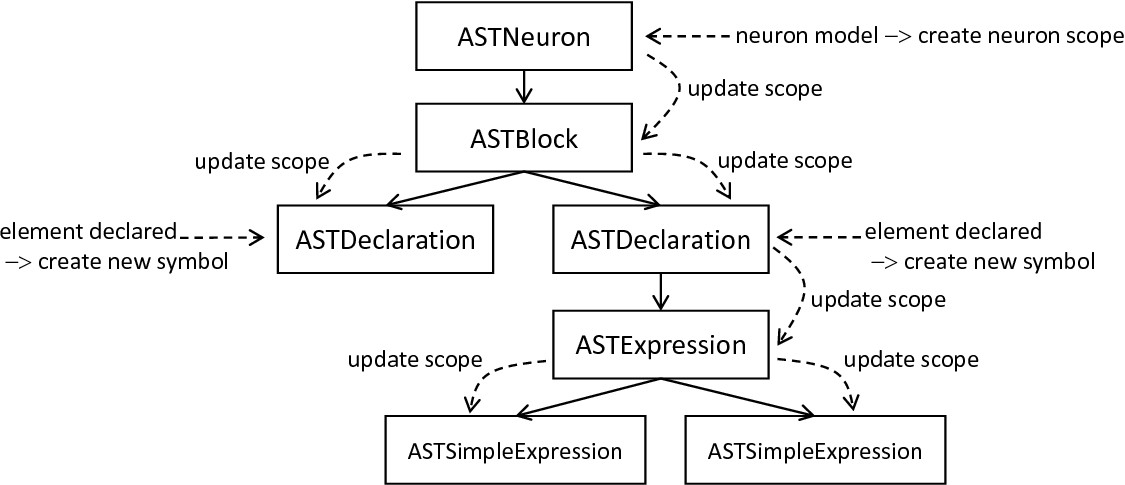 ASTNeuron
neuron model –> create neuron scope
update scope
ASTBlock
update scope
update scope
element declared
–> create new symbol
ASTDeclaration
ASTDeclaration
element declared
–> create new symbol
update scope
ASTExpression
update scope
update scope
ASTSimpleExpression
ASTSimpleExpression